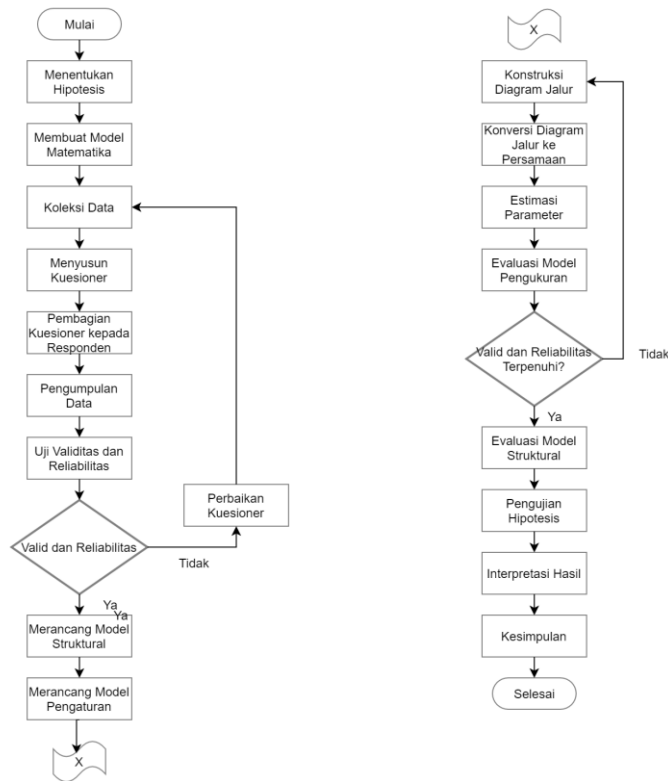 Mulai
Menentukan
Hipotesis
Membuat Model
Matematika
Koleksi Data
Menyusun
Kuesioner
Pembagian
Kuesioner kepada
Responden
Pengumpulan
Data
Uji Validitas dan
Reliabilitas
Perbaikan
Kuesioner
Valid dan Reliabilitas
Tidak
Ya
Ya
Merancang Model
Struktural
Merancang Model
Pengaturan
X
X
Konstruksi
Diagram Jalur
Konversi Diagram
Jalur ke
Persamaan
Estimasi
Parameter
Evaluasi Model
Pengukuran
Valid dan Reliabilitas
Terpenuhi?
Tidak
Ya
Evaluasi Model
Struktural
Pengujian
Hipotesis
Interpretasi Hasil
Kesimpulan
Selesai